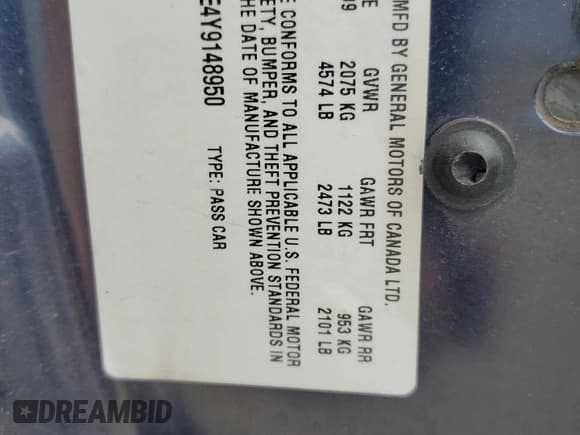 MFD BY GENERAL MOTORS OF CANADA LTD.
GVWR GAWR FRT GAWR RR
2075 KG 1122 KG 953 KG
4574 LB 2473 LB 2101 LB
CONFORMS TO ALL APPLICABLE U.S. FEDERAL MOTOR
BUMPER, AND THEFT PREVENTION STANDARDS IN
THE DATE OF MANUFACTURE SHOWN ABOVE.
E4Y9148950 TYPE: PASS CAR
DREAMBID